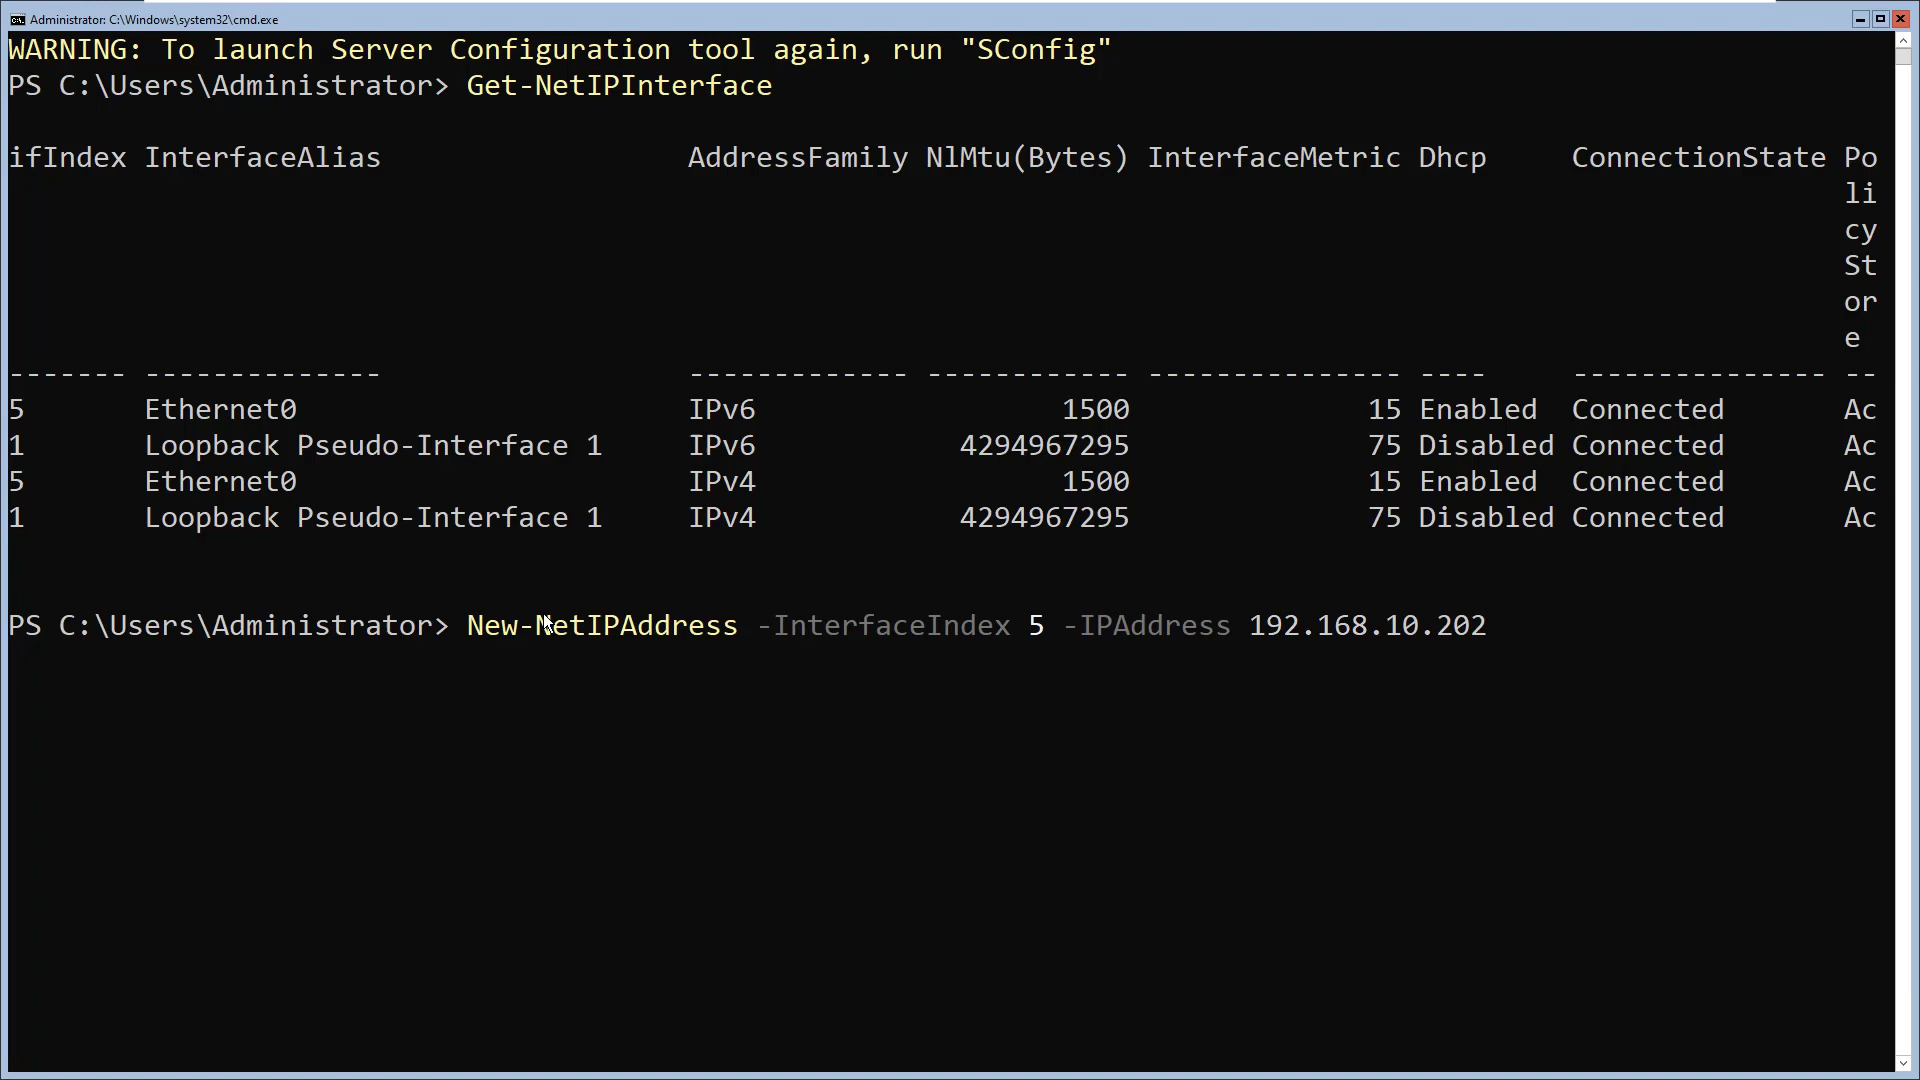 Administrator: C:\Windows\system32\cmd.exe
WARNING: To launch Server Configuration tool again, run "SConfig"
PS C:\Users\Administrator> Get-NetIPInterface
ifIndex InterfaceAlias AddressFamily NlMtu(Bytes) InterfaceMetric Dhcp ConnectionState Po
li
cy
St
or
e
------- -------------- ------------- ------------ --------------- ---- --------------- --
5 Ethernet0 IPv6 1500 15 Enabled Connected Ac
1 Loopback Pseudo-Interface 1 IPv6 4294967295 75 Disabled Connected Ac
5 Ethernet0 IPv4 1500 15 Enabled Connected Ac
1 Loopback Pseudo-Interface 1 IPv4 4294967295 75 Disabled Connected Ac
PS C:\Users\Administrator> New-NetIPAddress -InterfaceIndex 5 -IPAddress 192.168.10.202